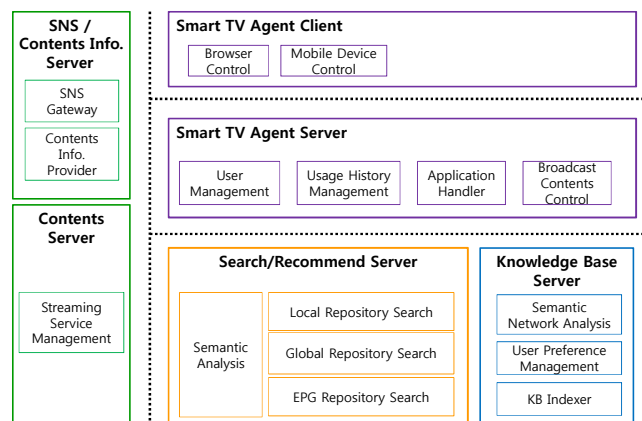 SNS /
Contents Info.
Server
SNS
Gateway
Contents
Info.
Provider
Contents
Server
Streaming
Service
Management
Smart TV Agent Client
Browser
Control
Mobile Device
Control
Smart TV Agent Server
User
Management
Usage History
Management
Application
Handler
Broadcast
Contents
Control
Search/Recommend Server
Semantic
Analysis
Local Repository Search
Global Repository Search
EPG Repository Search
Knowledge Base
Server
Semantic
Network Analysis
User Preference
Management
KB Indexer